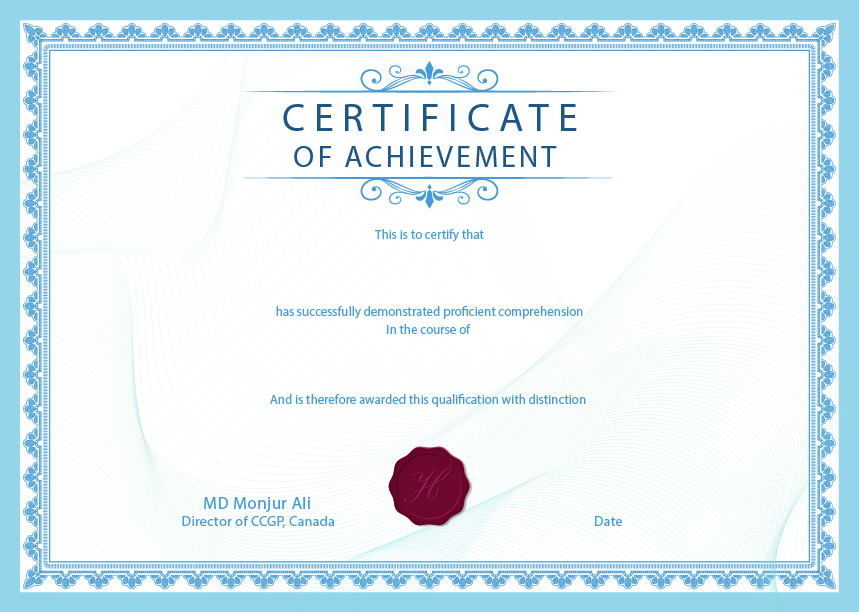 CERTIFICATE
OF ACHIEVEMENT
This is to certify that
has successfully demonstrated proficient comprehension
In the course of
And is therefore awarded this qualification with distinction
H
MD Monjur Ali
Director of CCGP, Canada
Date